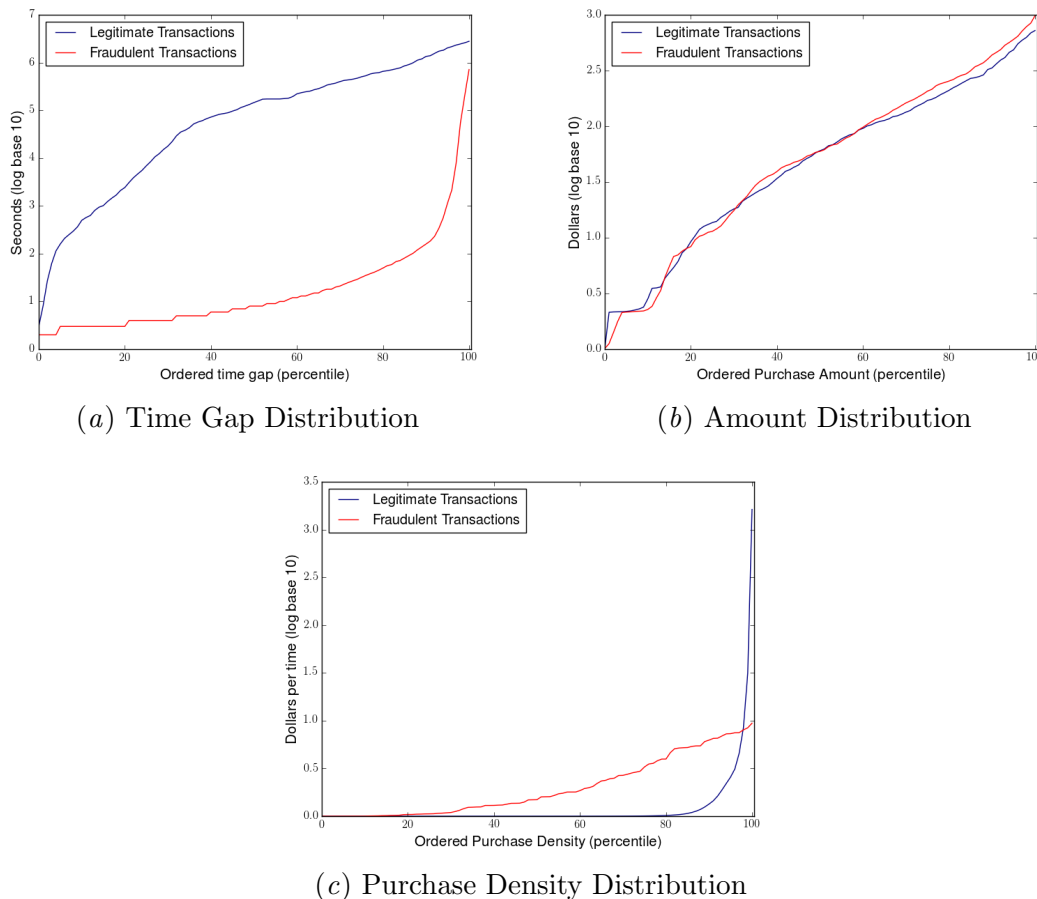 7
6
5
4
3
2
1
0
Seconds (log base 10)
Legitimate Transactions
Fraudulent Transactions
0 20 40 60 80 100
Ordered time gap (percentile)
(a) Time Gap Distribution
3.0
2.5
2.0
1.5
1.0
0.5
0.0
Dollars (log base 10)
Legitimate Transactions
Fraudulent Transactions
0 20 40 60 80 100
Ordered Purchase Amount (percentile)
(b) Amount Distribution
3.5
3.0
2.5
2.0
1.5
1.0
0.5
0.0
Dollars per time (log base 10)
Legitimate Transactions
Fraudulent Transactions
0 20 40 60 80 100
Ordered Purchase Density (percentile)
(c) Purchase Density Distribution